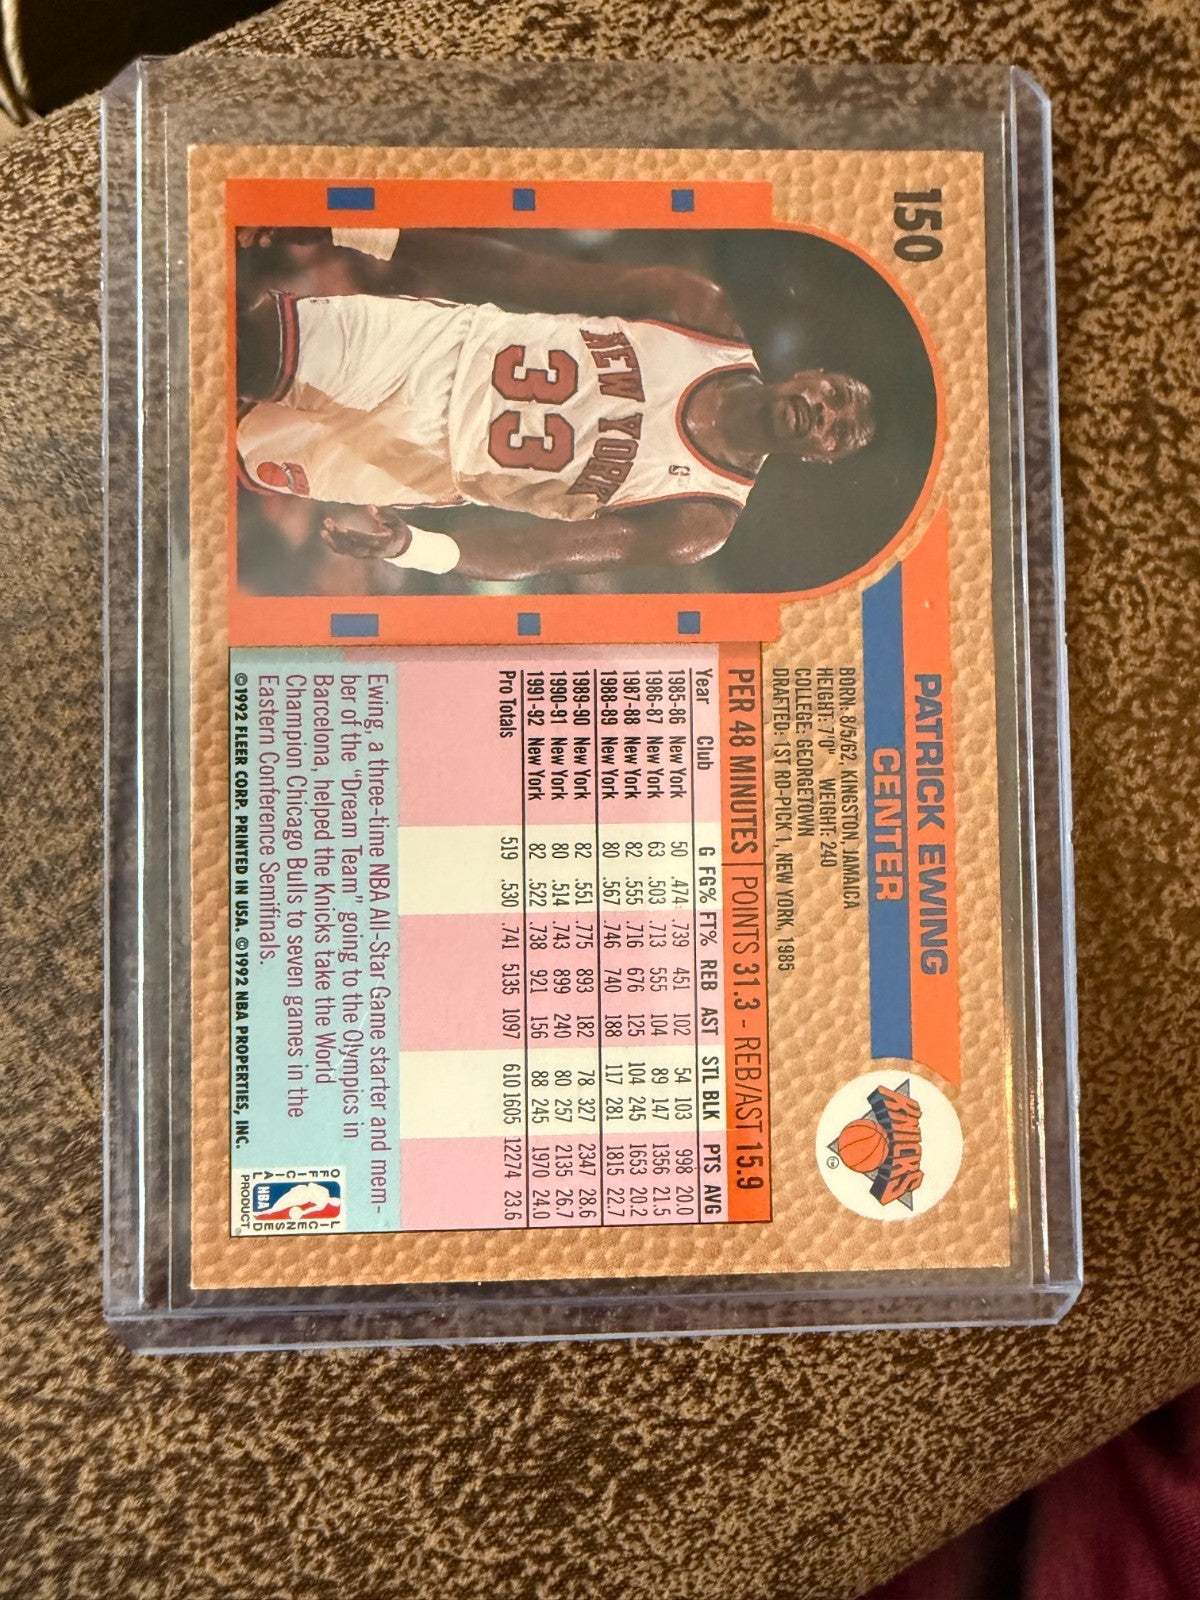 150
PATRICK EWING
CENTER
KNICKS
TM
BORN: 8/5/62, KINGSTON, JAMAICA
HEIGHT: 7'0" WEIGHT: 240
COLLEGE: GEORGETOWN
DRAFTED: 1ST RD-PICK 1, NEW YORK, 1985
NEW YORK
33
PER 48 MINUTES POINTS 31.3 - REB/AST 15.9
Year Club G FG% FT% REB AST STL BLK PTS AVG
1985-86 New York 50 .474 .739 451 102 54 103 998 20.0
1986-87 New York 63 .503 .713 555 104 89 147 1356 21.5
1987-88 New York 82 .555 .716 676 125 104 245 1653 20.2
1988-89 New York 80 .567 .746 740 188 117 281 1815 22.7
1989-90 New York 82 .551 .775 893 182 78 327 2347 28.6
1990-91 New York 80 .514 .743 899 240 80 257 2135 26.7
1991-92 New York 82 .522 .738 921 156 88 245 1970 24.0
Pro Totals 519 .530 .741 5135 1097 610 1605 12274 23.6
Ewing, a three-time NBA All-Star Game starter and mem-
ber of the "Dream Team" going to the Olympics in
Barcelona, helped the Knicks take the World
Champion Chicago Bulls to seven games in the
Eastern Conference Semifinals.
©1992 FLEER CORP. PRINTED IN USA. ©1992 NBA PROPERTIES, INC.
OFFICIAL LICENSED
NBA
PRODUCT